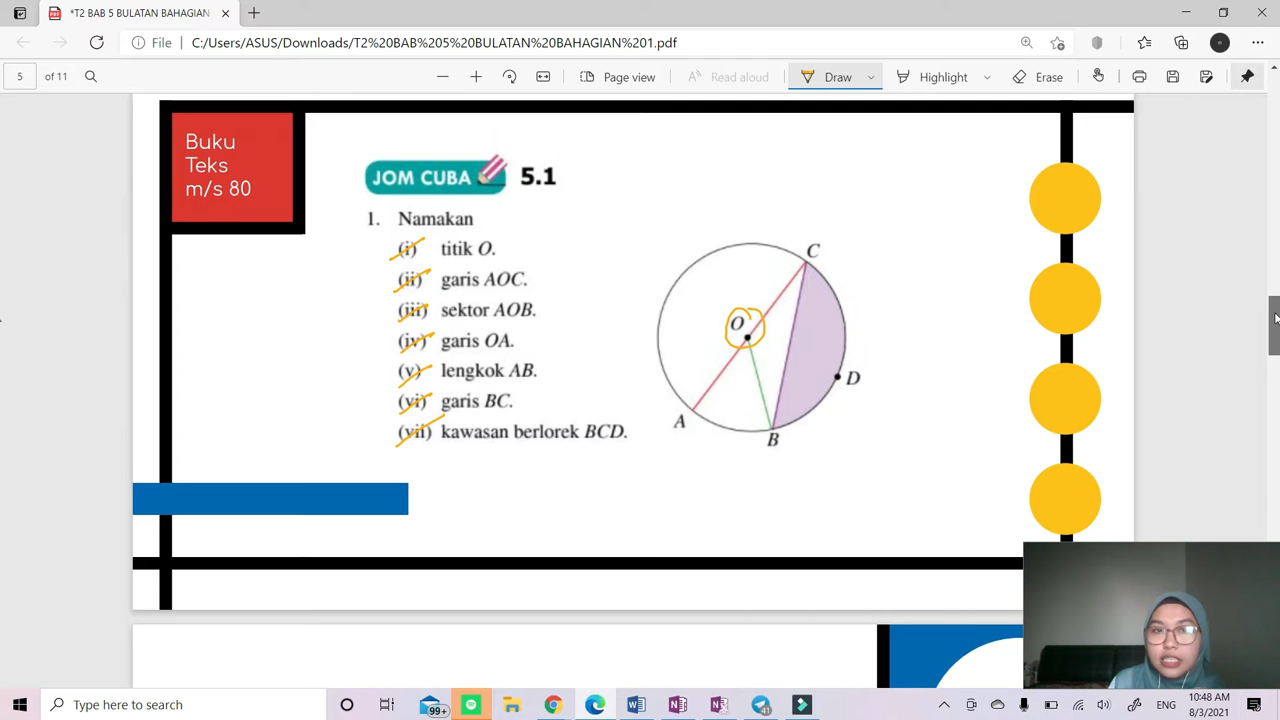 *T2 BAB 5 BULATAN BAHAGIAN
File
C:/Users/ASUS/Downloads/T2%20BAB%205%20BULATAN%20BAHAGIAN%201.pdf
5
of 11
Page view
Read aloud
Draw
Highlight
Erase
Buku
Teks
m/s 80
JOM CUBA 5.1
1. Namakan
(i) titik O.
(ii) garis AOC.
(iii) sektor AOB.
(iv) garis OA.
(v) lengkok AB.
(vi) garis BC.
(vii) kawasan berlorek BCD.
C
O
D
A
B
Type here to search
99+
41
ENG
10:48 AM
8/3/2021